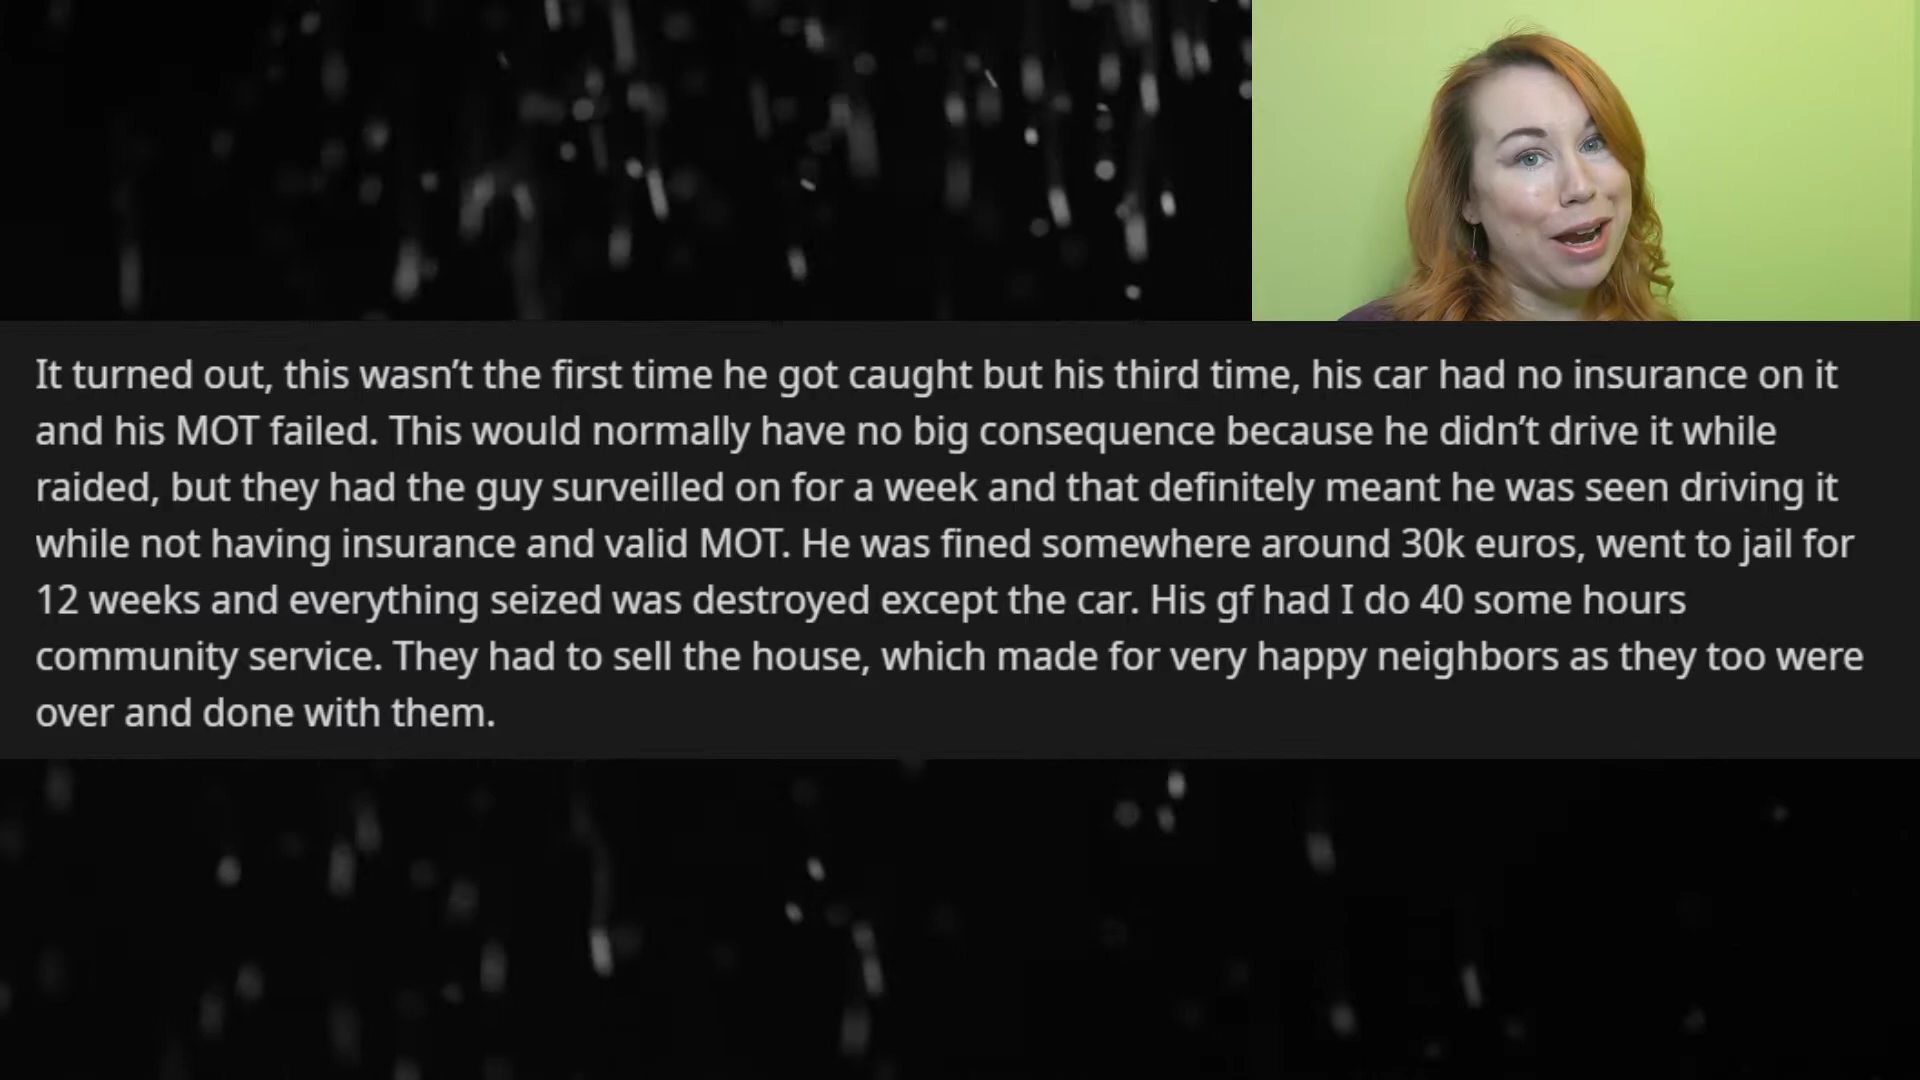 It turned out, this wasn’t the first time he got caught but his third time, his car had no insurance on it
and his MOT failed. This would normally have no big consequence because he didn’t drive it while
raided, but they had the guy surveilled on for a week and that definitely meant he was seen driving it
while not having insurance and valid MOT. He was fined somewhere around 30k euros, went to jail for
12 weeks and everything seized was destroyed except the car. His gf had I do 40 some hours
community service. They had to sell the house, which made for very happy neighbors as they too were
over and done with them.